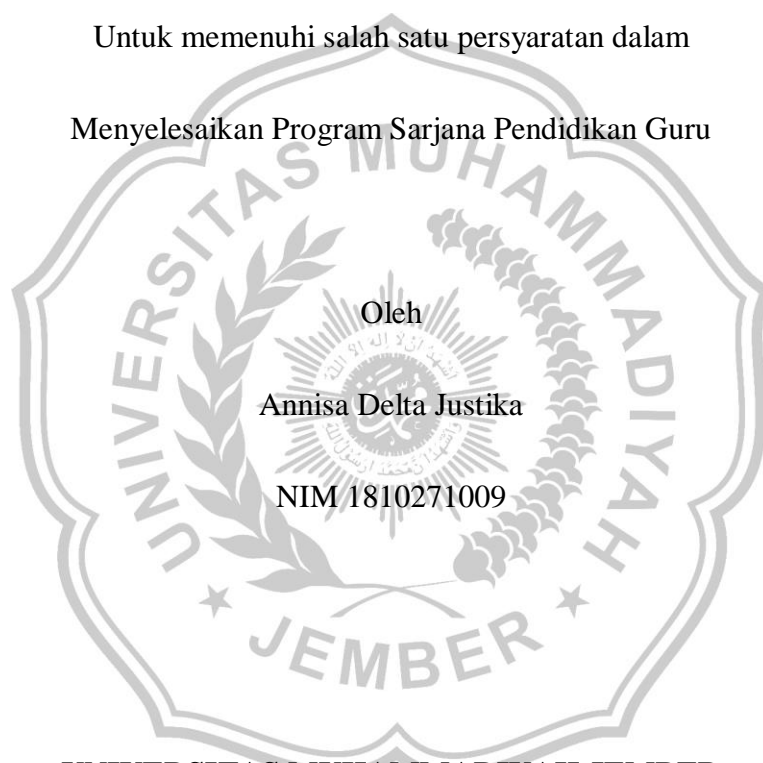 Untuk memenuhi salah satu persyaratan dalam
Menyelesaikan Program Sarjana Pendidikan Guru
UNIVERSITAS MUHAMMADIYAH
Oleh
Annisa Delta Justika
NIM 1810271009
* JEMBER *